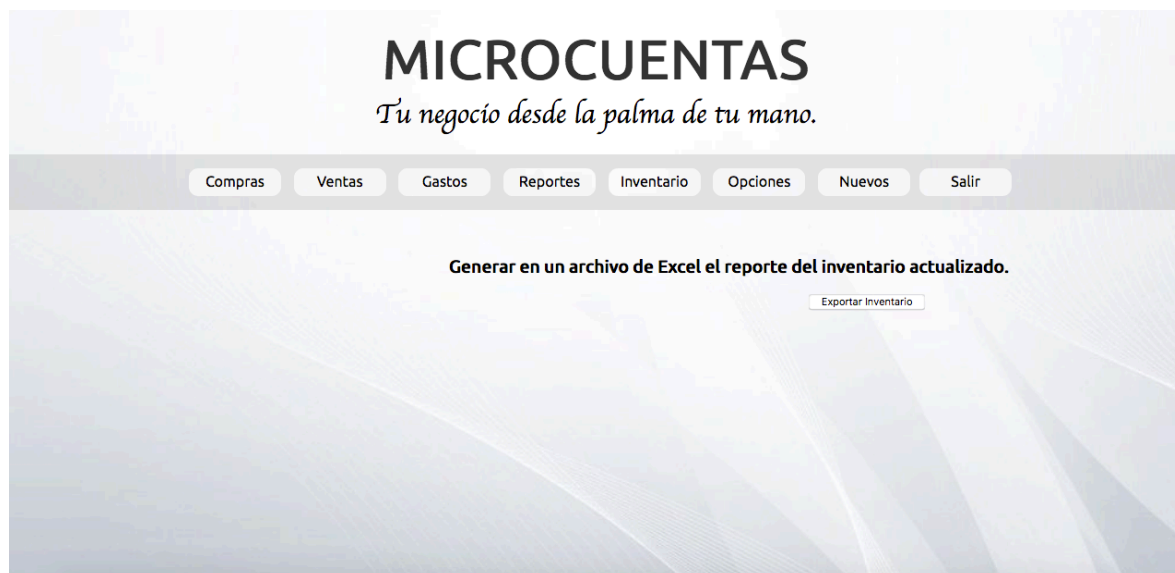 MICROCUENTAS
Tu negocio desde la palma de tu mano.
Compras Ventas Gastos Reportes Inventario Opciones Nuevos Salir
Generar en un archivo de Excel el reporte del inventario actualizado.
Exportar Inventario